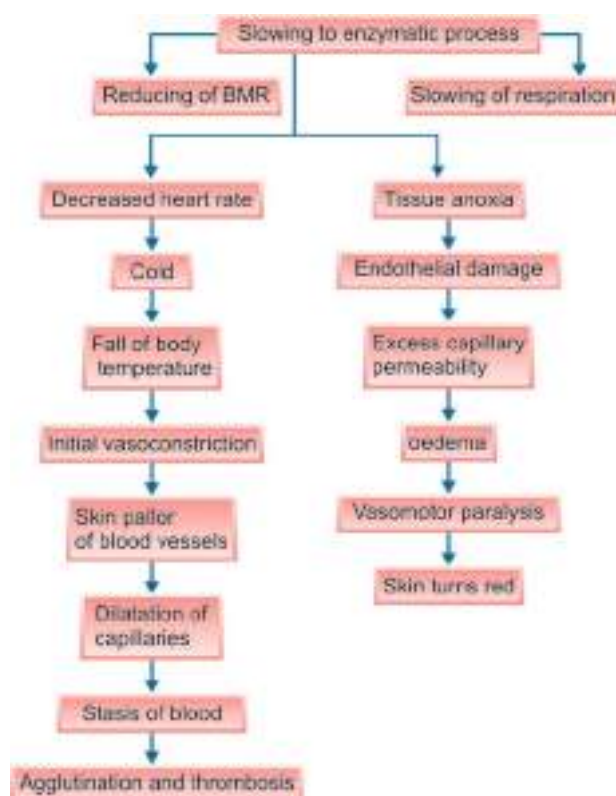 Slowing to enzymatic process
Reducing of BMR
Slowing of respiration
Decreased heart rate
Tissue anoxia
Cold
Endothelial damage
Fall of body
temperature
Excess capillary
permeability
Initial vasoconstriction
oedema
Skin pallor
of blood vessels
Vasomotor paralysis
Dilatation of
capillaries
Skin turns red
Stasis of blood
Agglutination and thrombosis